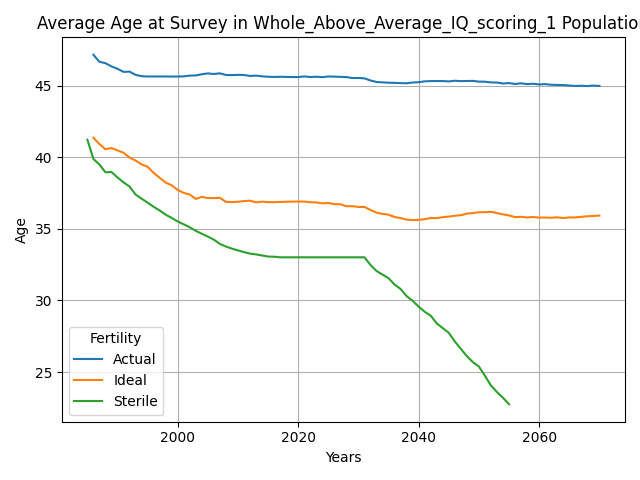 Average Age at Survey in Whole_Above_Average_IQ_scoring_1 Population
Age
45
40
35
30
25
Fertility
Actual
Ideal
Sterile
2000 2020 2040 2060
Years